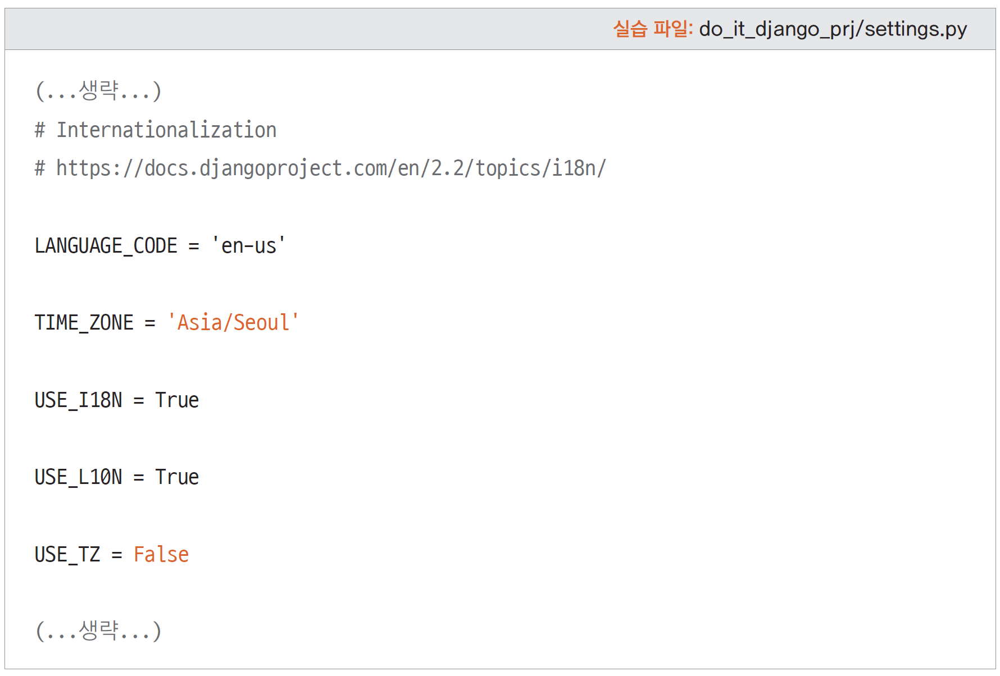 실습 파일: do_it_django_prj/settings.py
(...생략...)
# Internationalization
# https://docs.djangoproject.com/en/2.2/topics/i18n/
LANGUAGE_CODE = 'en-us'
TIME_ZONE = 'Asia/Seoul'
USE_I18N = True
USE_L10N = True
USE_TZ = False
(...생략...)